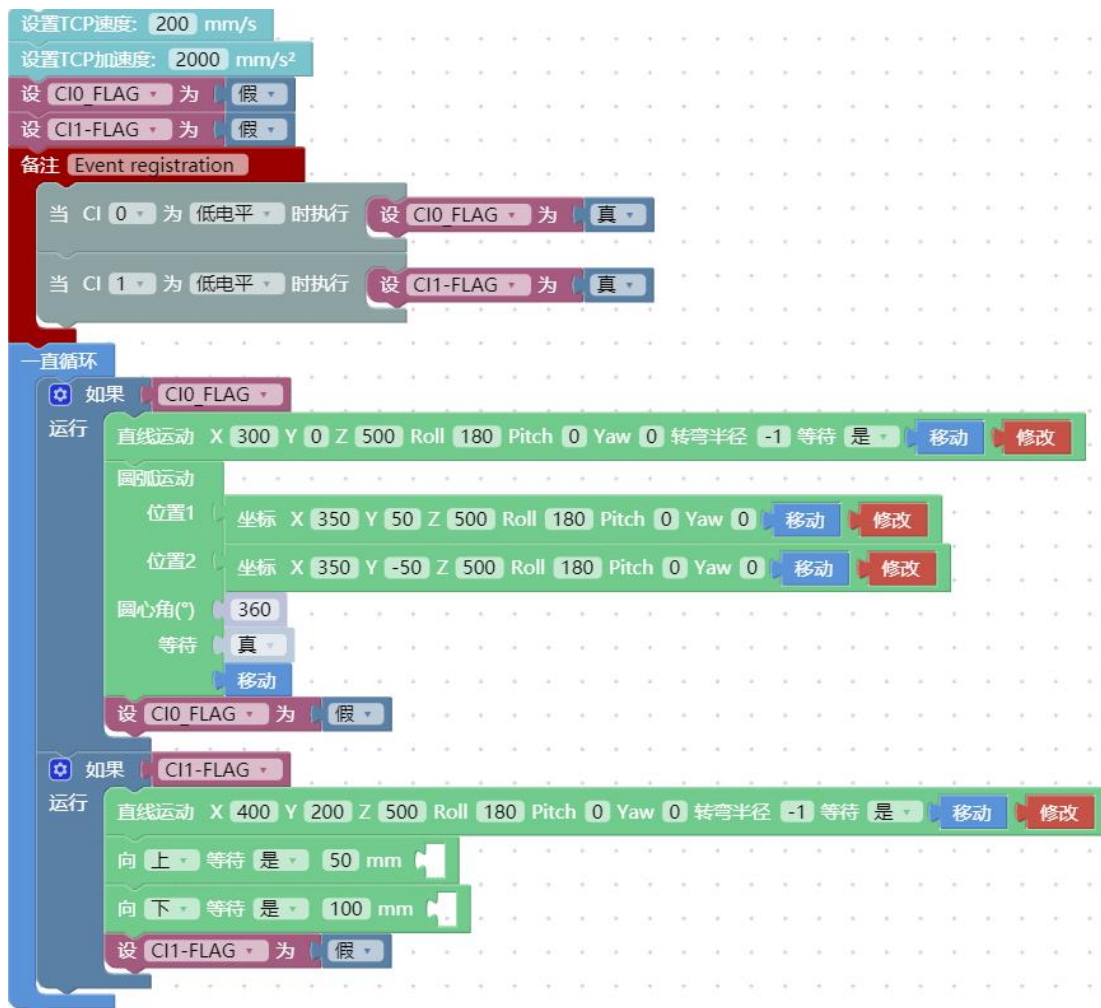 设置TCP速度: 200 mm/s
设置TCP加速度: 2000 mm/s²
设 CI0_FLAG 为 假
设 CI1-FLAG 为 假
备注 Event registration
当 CI 0 为 低电平 时执行 设 CI0_FLAG 为 真
当 CI 1 为 低电平 时执行 设 CI1-FLAG 为 真
一直循环
如果 CI0_FLAG
运行 直线运动 X 300 Y 0 Z 500 Roll 180 Pitch 0 Yaw 0 转弯半径 -1 等待 是 移动 修改
圆弧运动
位置1 坐标 X 350 Y 50 Z 500 Roll 180 Pitch 0 Yaw 0 移动 修改
位置2 坐标 X 350 Y -50 Z 500 Roll 180 Pitch 0 Yaw 0 移动 修改
圆心角(°) 360
等待 真
移动
设 CI0_FLAG 为 假
如果 CI1-FLAG
运行 直线运动 X 400 Y 200 Z 500 Roll 180 Pitch 0 Yaw 0 转弯半径 -1 等待 是 移动 修改
向 上 等待 是 50 mm
向 下 等待 是 100 mm
设 CI1-FLAG 为 假